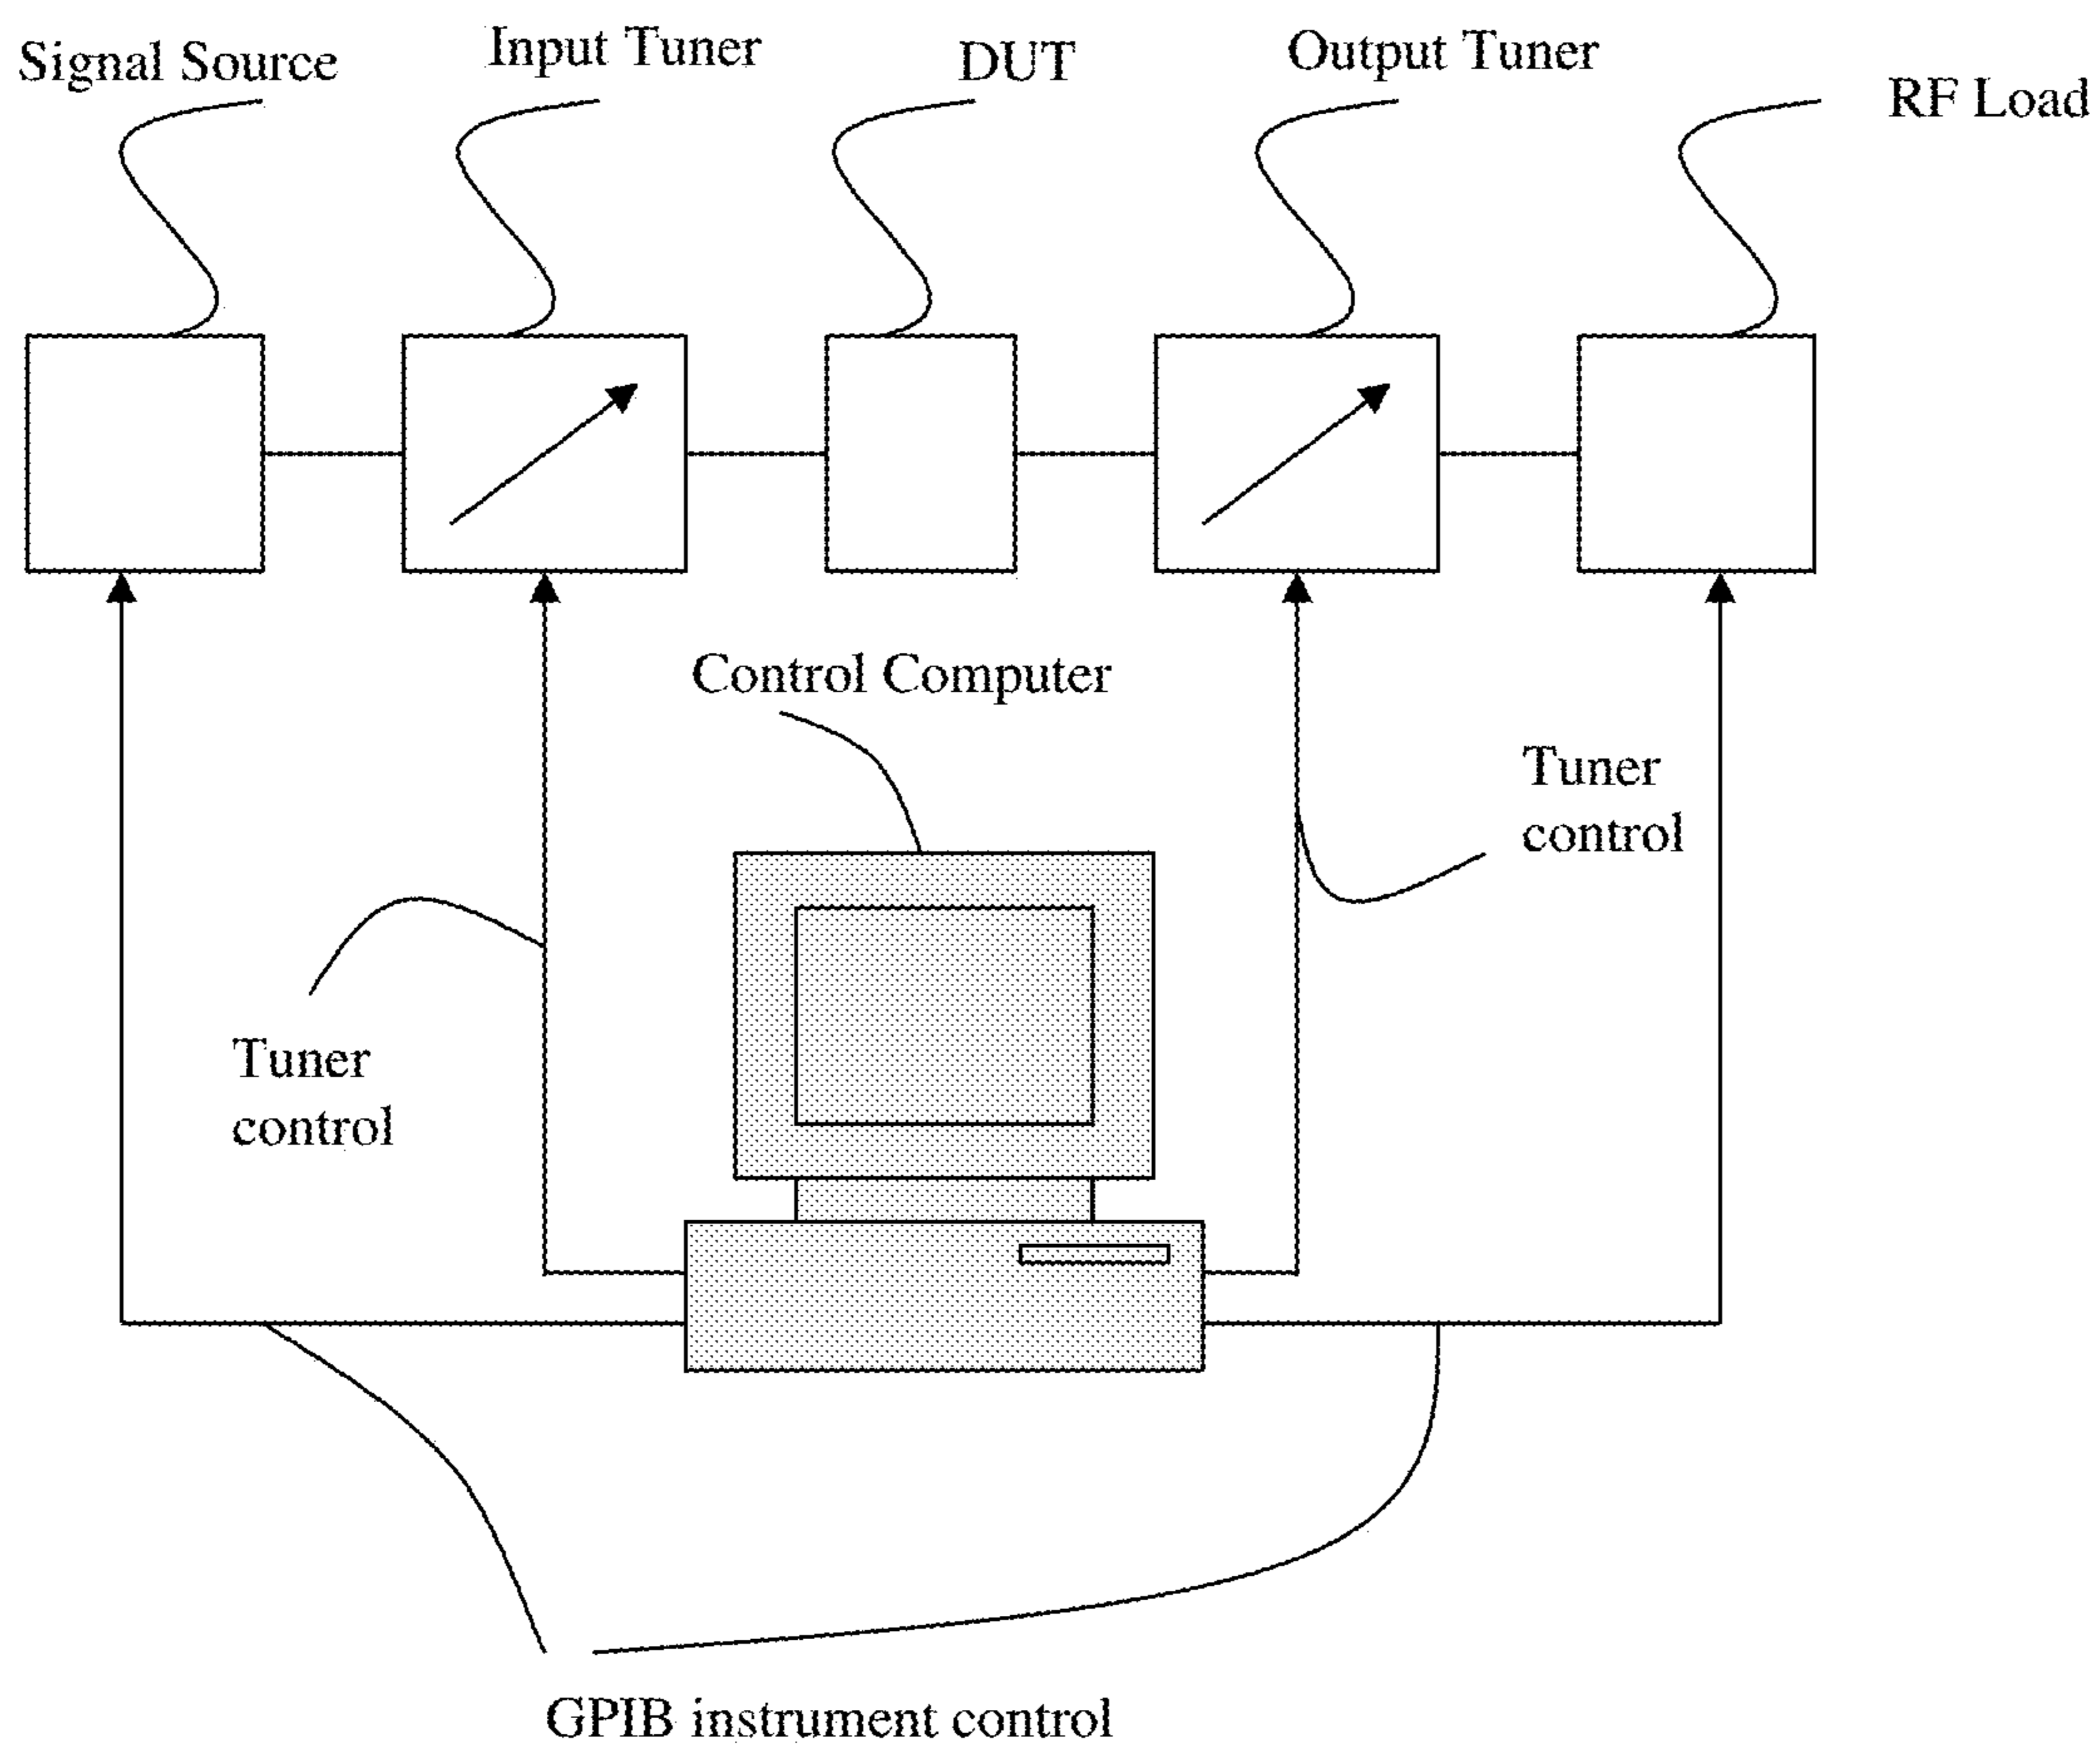 Signal Source
Input Tuner
DUT
Output Tuner
RF Load
Control Computer
Tuner
control
Tuner
control
GPIB instrument control